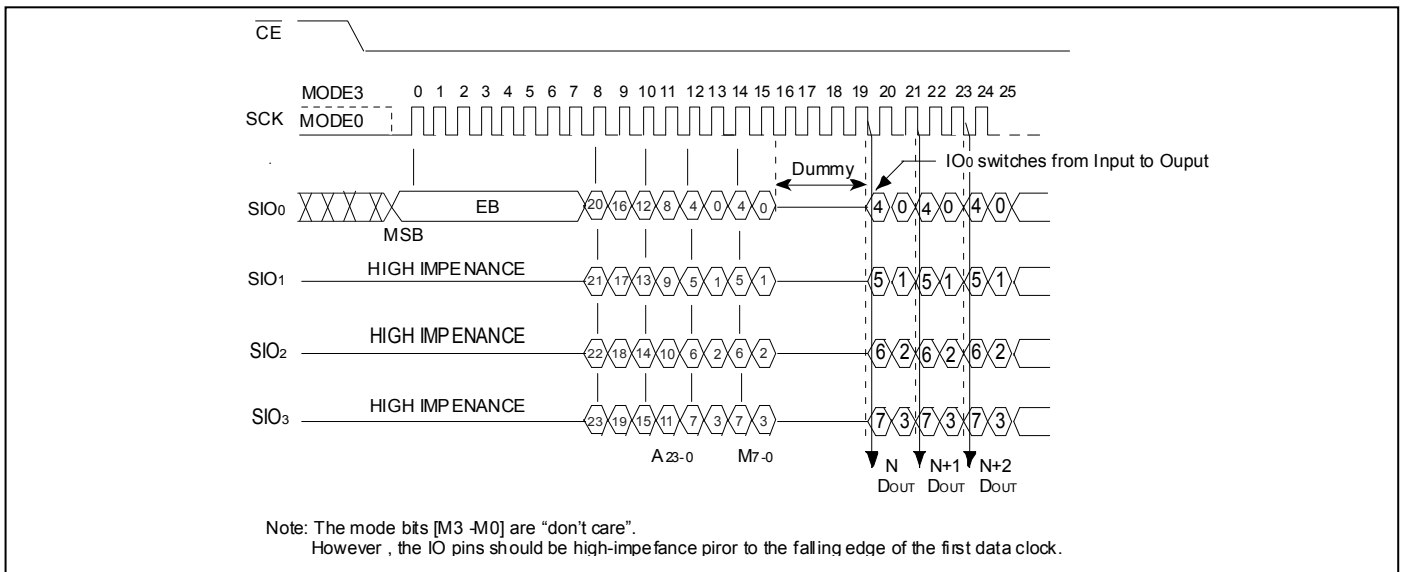 CE
MODE3 0 1 2 3 4 5 6 7 8 9 10 11 12 13 14 15 16 17 18 19 20 21 22 23 24 25
SCK MODE0
Dummy IO0 switches from Input to Ouput
SIO0 EB 20 16 12 8 4 0 4 0 4 0 4 0 4 0
MSB
SIO1 HIGH IMPENANCE 21 17 13 9 5 1 5 1 5 1 5 1 5 1
SIO2 HIGH IMPENANCE 22 18 14 10 6 2 6 2 6 2 6 2 6 2
SIO3 HIGH IMPENANCE 23 19 15 11 7 3 7 3 7 3 7 3 7 3
A23-0 M7-0 N N+1 N+2
DOUT DOUT DOUT
Note: The mode bits [M3 -M0] are “don't care”.
However , the IO pins should be high-impefance piror to the falling edge of the first data clock.